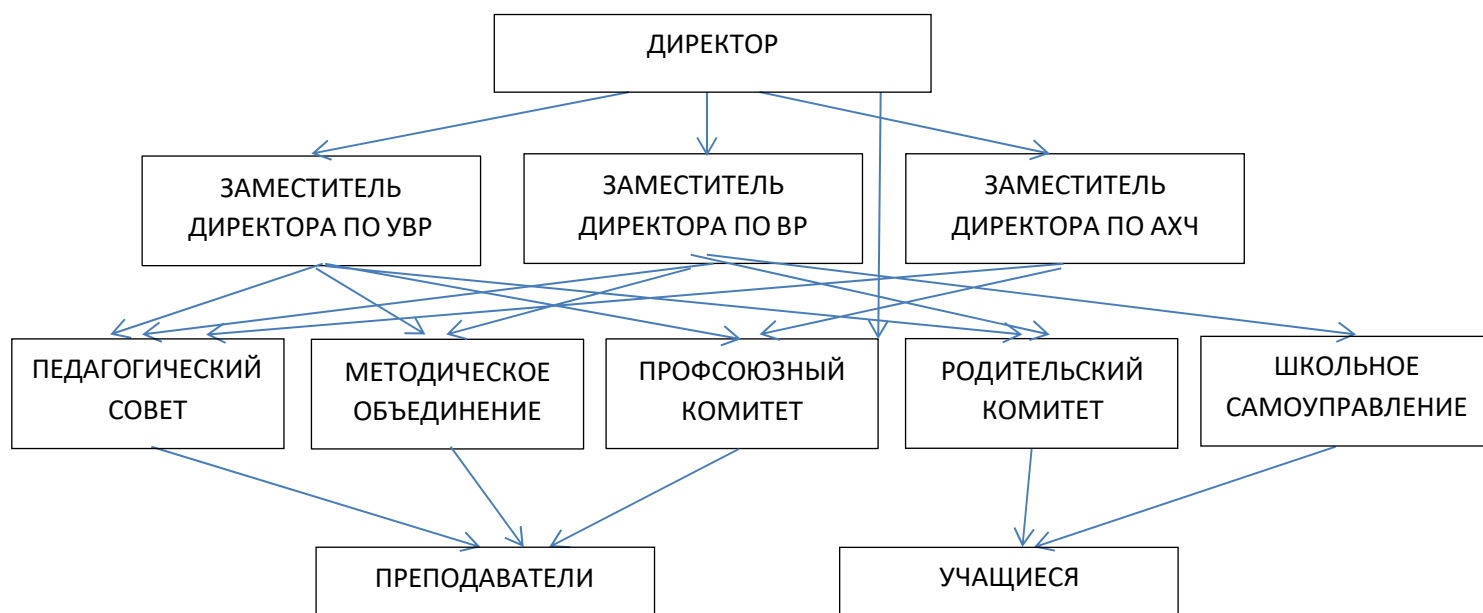 ДИРЕКТОР
ЗАМЕСТИТЕЛЬ
ДИРЕКТОРА ПО УВР
ЗАМЕСТИТЕЛЬ
ДИРЕКТОРА ПО ВР
ЗАМЕСТИТЕЛЬ
ДИРЕКТОРА ПО АХЧ
ПЕДАГОГИЧЕСКИЙ
СОВЕТ
МЕТОДИЧЕСКОЕ
ОБЪЕДИНЕНИЕ
ПРОФСОЮЗНЫЙ
КОМИТЕТ
РОДИТЕЛЬСКИЙ
КОМИТЕТ
ШКОЛЬНОЕ
САМОУПРАВЛЕНИЕ
ПРЕПОДАВАТЕЛИ
УЧАЩИЕСЯ